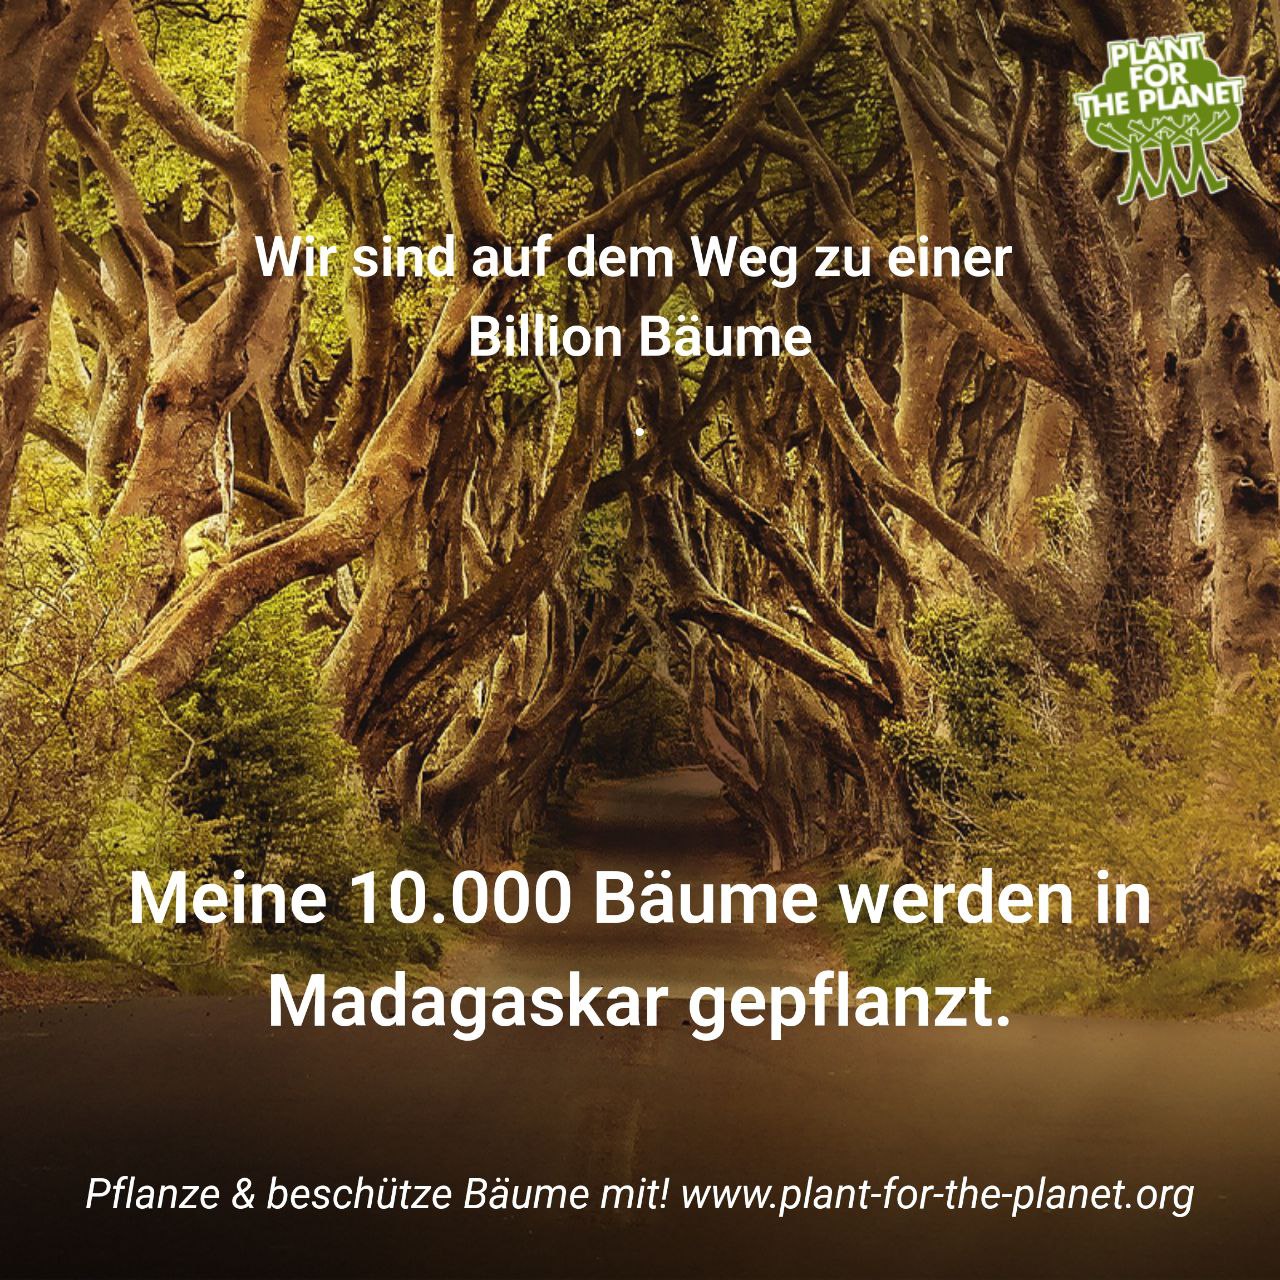 PLANT
FOR
THE PLANET
Wir sind auf dem Weg zu einer
Billion Bäume
.
Meine 10.000 Bäume werden in
Madagaskar gepflanzt.
Pflanze & beschütze Bäume mit! www.plant-for-the-planet.org